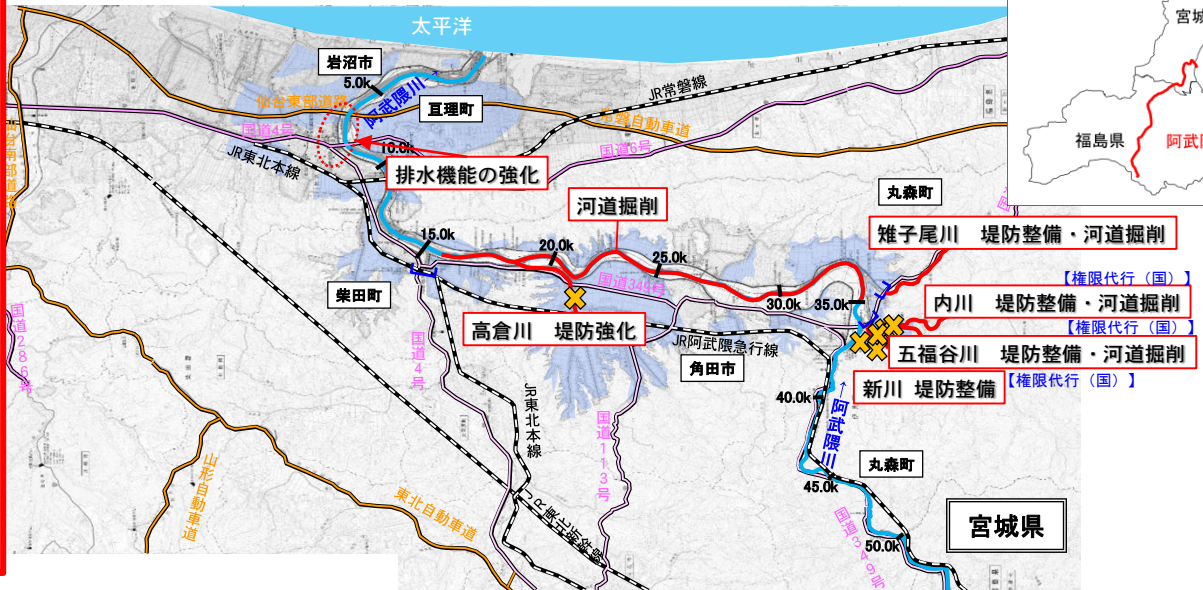 太平洋
宮城
福島県
阿武
岩沼市
5.0k
阿武隈川
亘理町
仙台東部道路
JR常磐線
常磐自動車道
国道6号
国道4号
JR東北本線
10.0k
排水機能の強化
河道掘削
丸森町
雉子尾川 堤防整備・河道掘削
【権限代行（国）】
内川 堤防整備・河道掘削
【権限代行（国）】
五福谷川 堤防整備・河道掘削
【権限代行（国）】
新川 堤防整備
15.0k
20.0k
25.0k
30.0k
35.0k
国道349号
柴田町
高倉川 堤防強化
JR阿武隈急行線
角田市
国道286号
国道4号
JR東北本線
国道113号
40.0k
←阿武隈川
丸森町
45.0k
国道349号
50.0k
山形自動車道
東北自動車道
JR東北新幹線
宮城県